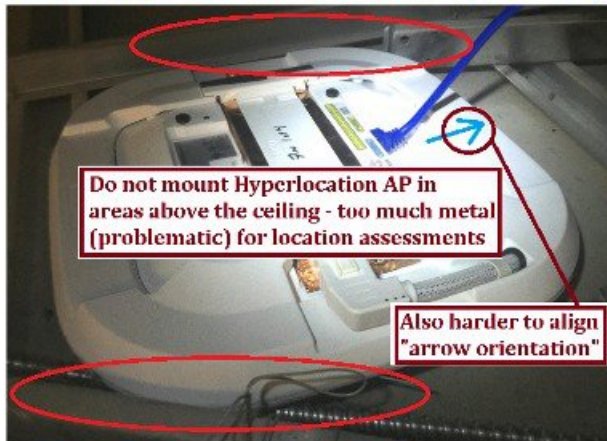 Do not mount Hyperlocation AP in
areas above the ceiling - too much metal
(problematic) for location assessments
Also harder to align
"arrow orientation"